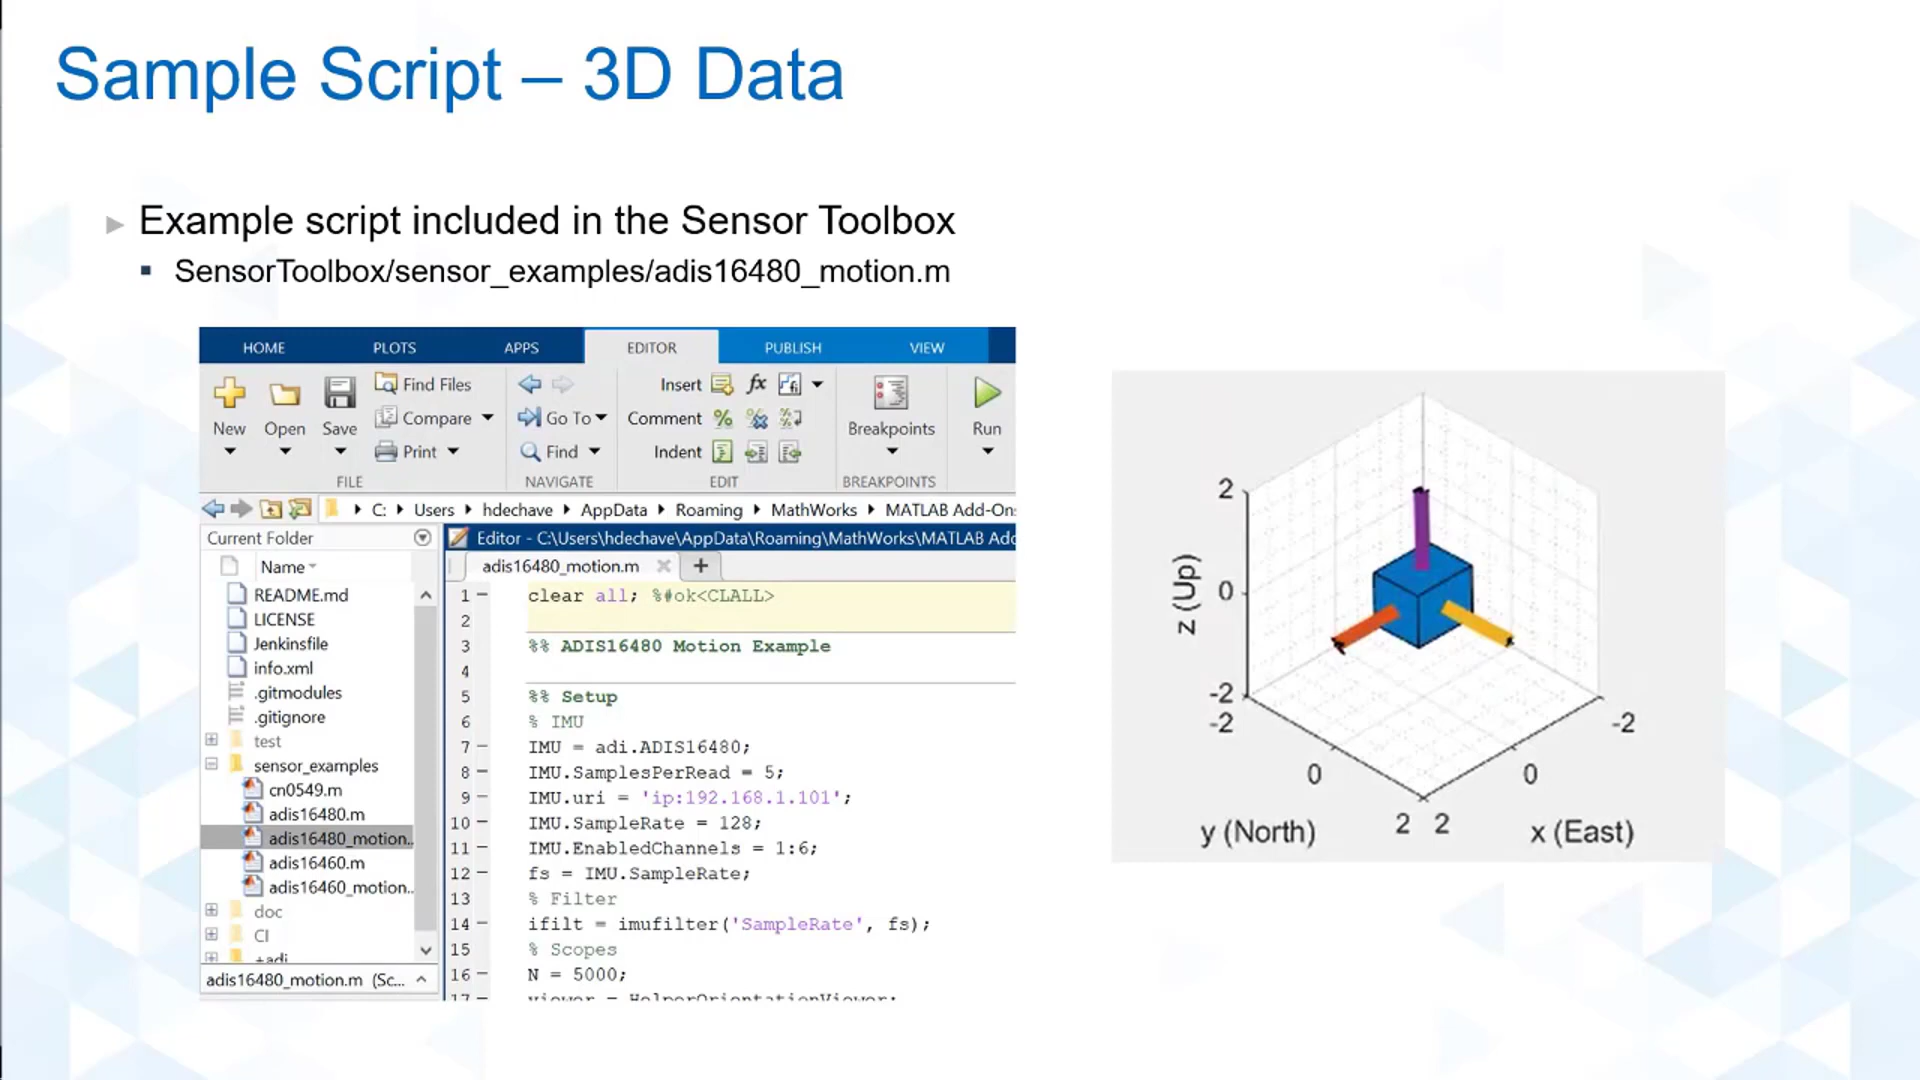 Sample Script – 3D Data
Example script included in the Sensor Toolbox
SensorToolbox/sensor_examples/adis16480_motion.m
HOME PLOTS APPS EDITOR PUBLISH VIEW
New Open Save Find Files Compare Print
FILE
Go To Find
NAVIGATE
Insert fx
Comment
Indent
EDIT
Breakpoints
BREAKPOINTS
Run
C: Users hdechave AppData Roaming MathWorks MATLAB Add-On
Current Folder
Name
README.md
LICENSE
Jenkinsfile
info.xml
.gitmodules
.gitignore
test
sensor_examples
cn0549.m
adis16480.m
adis16480_motion..
adis16460.m
adis16460_motion..
doc
CI
+adi
adis16480_motion.m (Sc...
Editor - C:\Users\hdechave\AppData\Roaming\MathWorks\MATLAB Add
adis16480_motion.m
1 clear all; %#ok<CLALL>
2
3 %% ADIS16480 Motion Example
4
5 %% Setup
6 % IMU
7 IMU = adi.ADIS16480;
8 IMU.SamplesPerRead = 5;
9 IMU.uri = 'ip:192.168.1.101';
10 IMU.SampleRate = 128;
11 IMU.EnabledChannels = 1:6;
12 fs = IMU.SampleRate;
13 % Filter
14 ifilt = imufilter('SampleRate', fs);
15 % Scopes
16 N = 5000;
17 viewer = HelperOrientationViewer;
2
0
-2
z (Up)
-2
0
2
y (North)
2
0
-2
x (East)